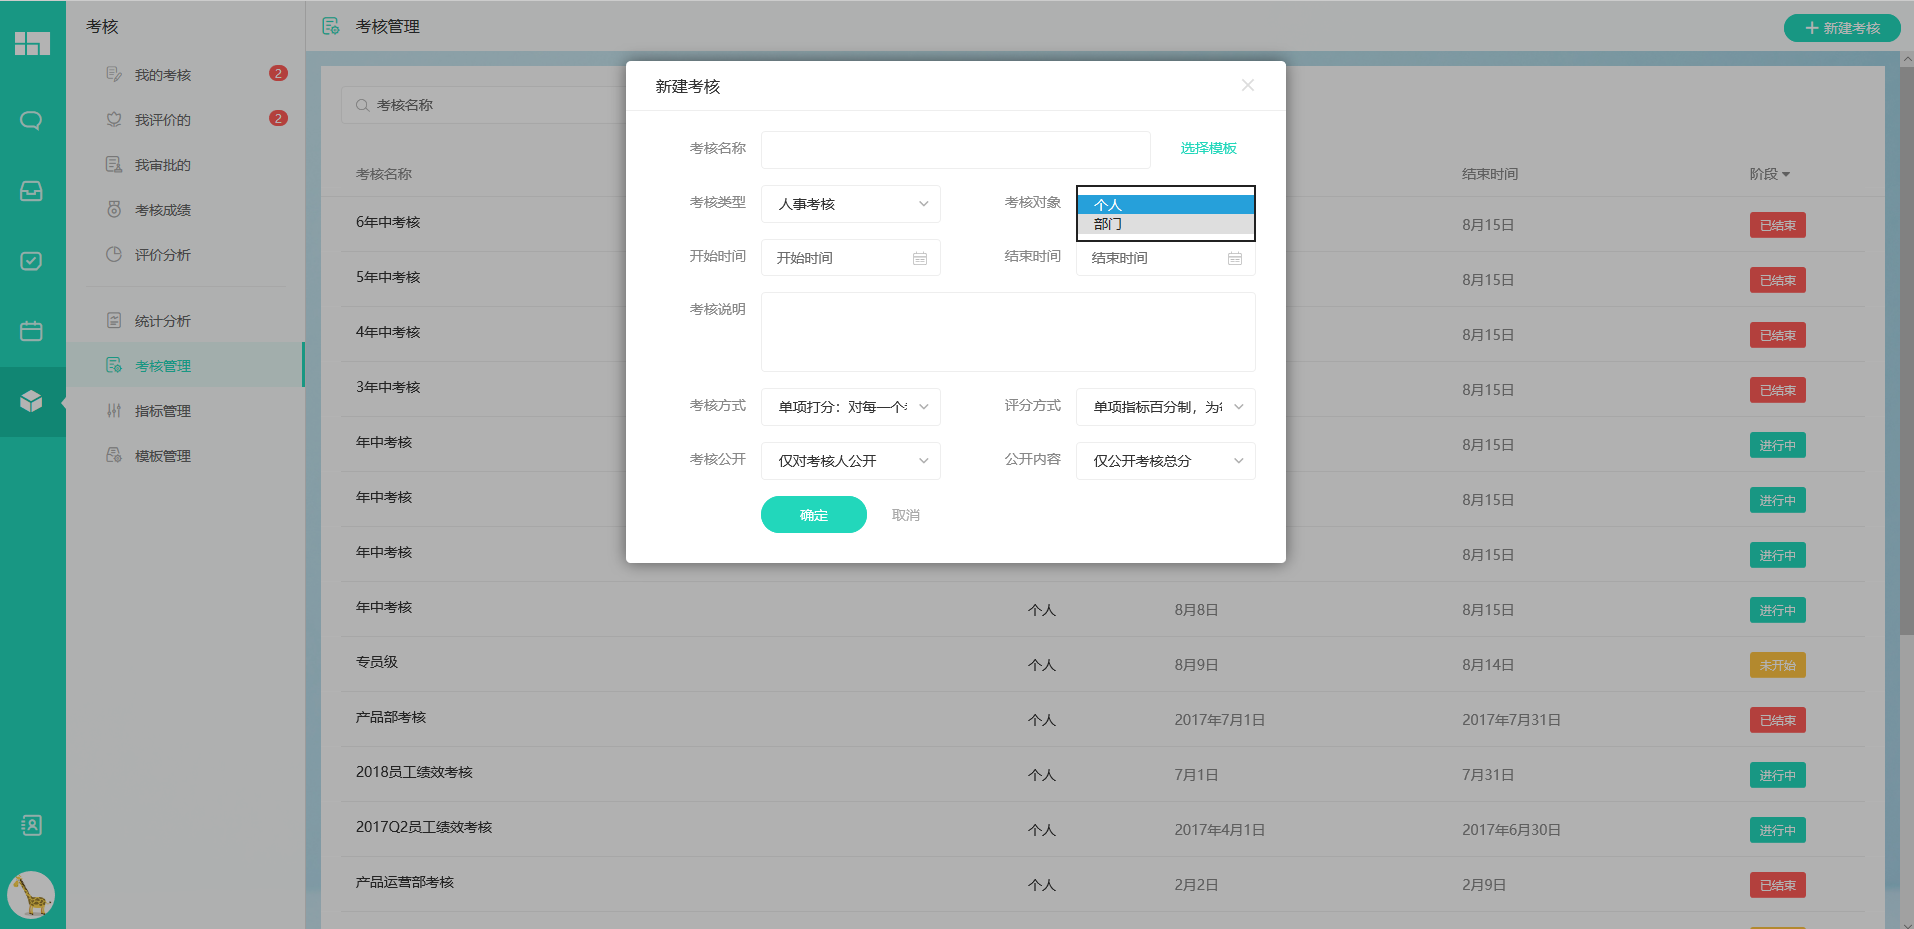 考核
考核管理
新建考核
我的考核
2
我评价的
2
我审批的
考核成绩
评价分析
统计分析
考核管理
指标管理
模板管理
考核名称
考核名称
结束时间
阶段
6年中考核
8月15日
已结束
5年中考核
8月15日
已结束
4年中考核
8月15日
已结束
3年中考核
8月15日
已结束
年中考核
8月15日
进行中
年中考核
8月15日
进行中
年中考核
8月15日
进行中
年中考核 个人 8月8日 8月15日 进行中
专员级 个人 8月9日 8月14日 未开始
产品部考核 个人 2017年7月1日 2017年7月31日 已结束
2018员工绩效考核 个人 7月1日 7月31日 进行中
2017Q2员工绩效考核 个人 2017年4月1日 2017年6月30日 进行中
产品运营部考核 个人 2月2日 2月9日 已结束
新建考核
考核名称 选择模板
考核类型 人事考核 考核对象 个人
部门
开始时间 开始时间 结束时间 结束时间
考核说明
考核方式 单项打分：对每一个 评分方式 单项指标百分制，为
考核公开 仅对考核人公开 公开内容 仅公开考核总分
确定 取消